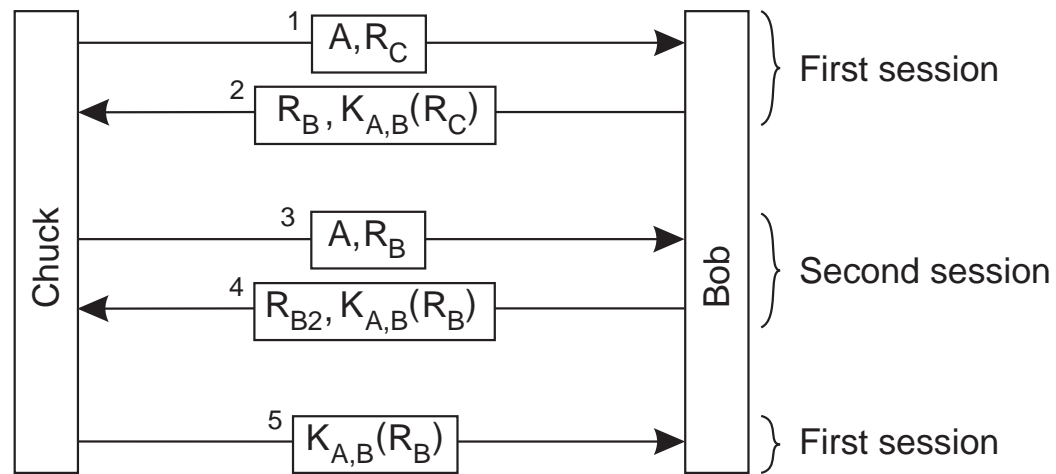 Chuck
Bob
1
A,R_C
First session
2
R_B, K_A,B(R_C)
3
A,R_B
Second session
4
R_B2, K_A,B(R_B)
5
K_A,B(R_B)
First session